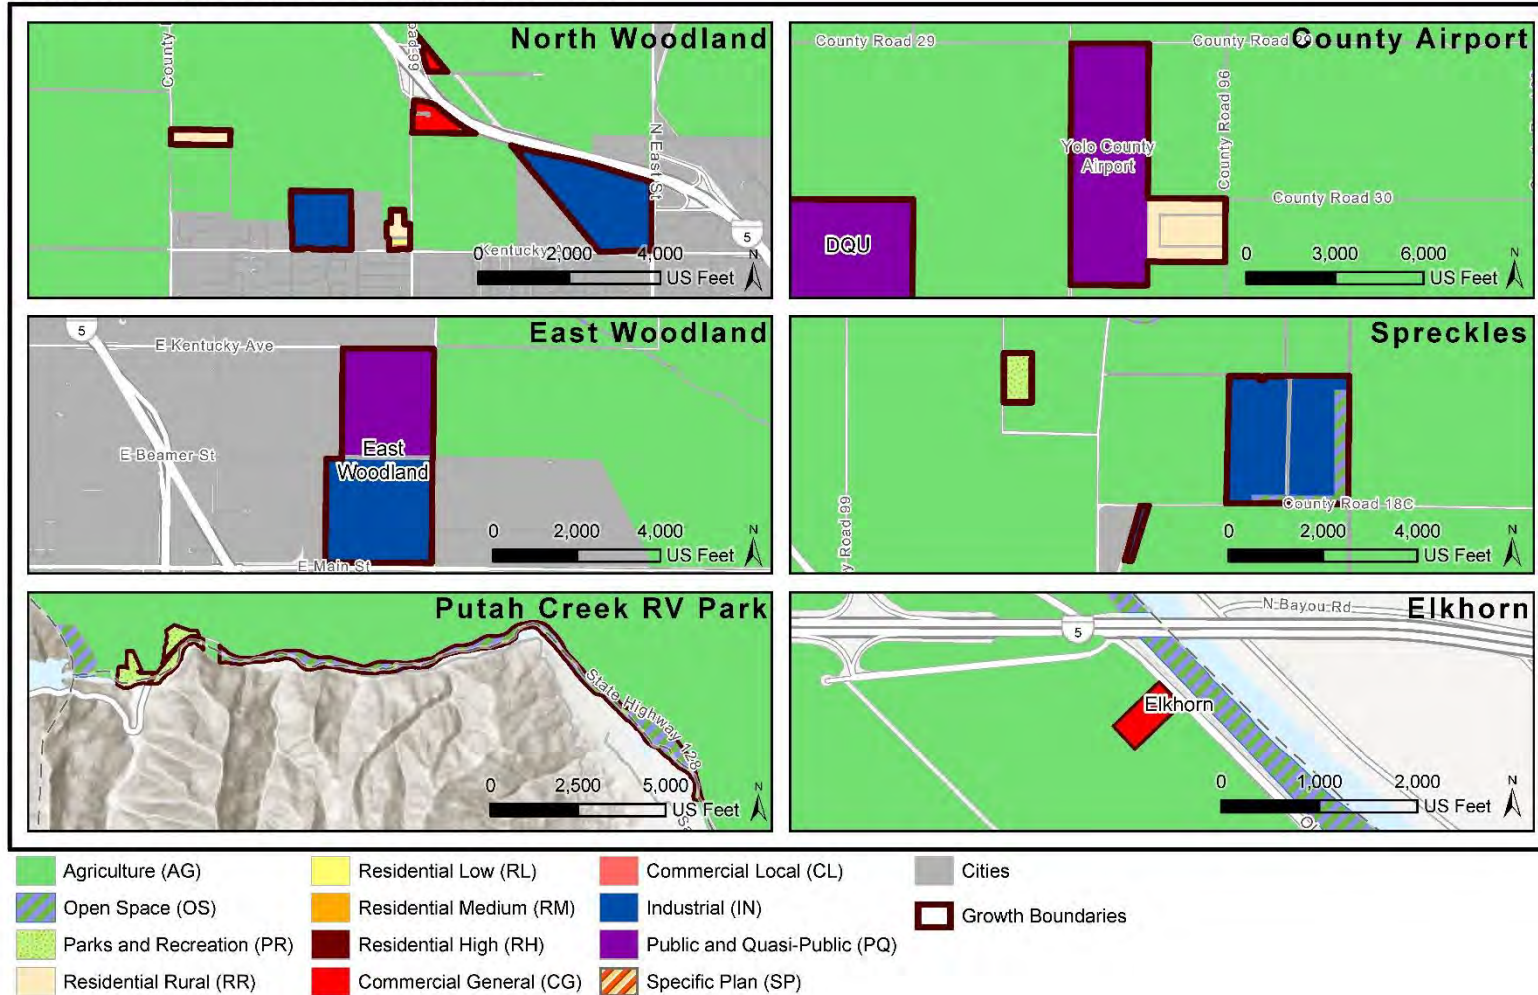 North Woodland
County
oad 99
N East St
Kentucky A
5
0 2,000 4,000
US Feet
N
County Airport
County Road 29
County Road 29
County Road 96
Yolo County
Airport
DQU
County Road 30
0 3,000 6,000
US Feet
N
East Woodland
5
E Kentucky Ave
E Beamer St
East
Woodland
E Main St
0 2,000 4,000
US Feet
N
Spreckles
y Road 99
County Road 18C
0 2,000 4,000
US Feet
N
Putah Creek RV Park
State Highway 128
0 2,500 5,000
US Feet
N
Elkhorn
N Bayou Rd
5
Elkhorn
0 1,000 2,000
US Feet
N
Agriculture (AG)
Open Space (OS)
Parks and Recreation (PR)
Residential Rural (RR)
Residential Low (RL)
Residential Medium (RM)
Residential High (RH)
Commercial General (CG)
Commercial Local (CL)
Industrial (IN)
Public and Quasi-Public (PQ)
Specific Plan (SP)
Cities
Growth Boundaries